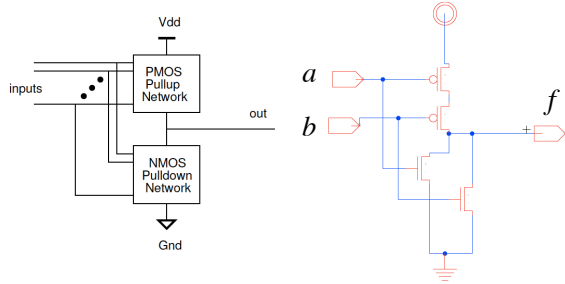 Vdd
PMOS
Pullup
Network
inputs
out
NMOS
Pulldown
Network
Gnd
a
b
f